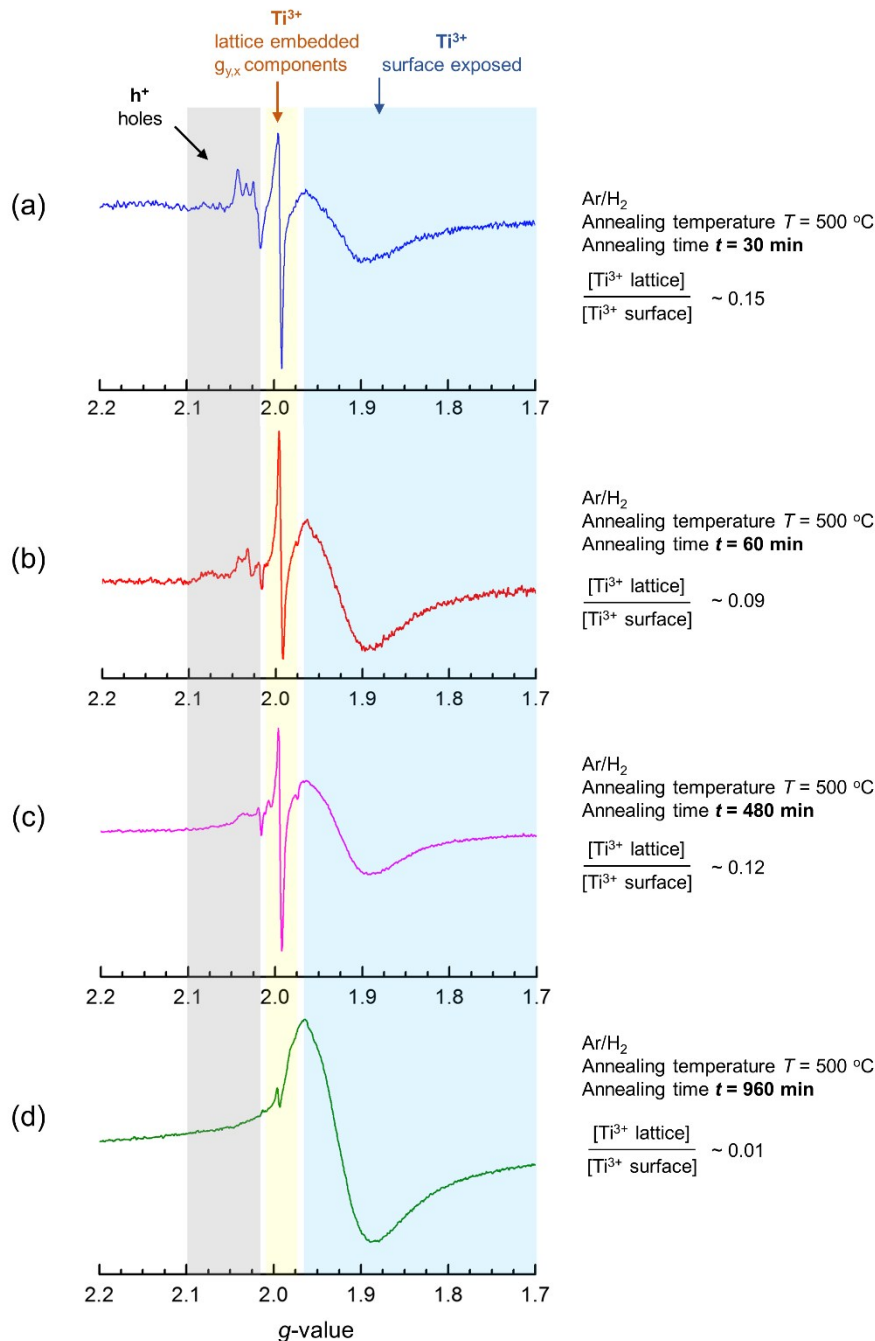 Ti³⁺
lattice embedded
g_y,x components
Ti³⁺
surface exposed
h⁺
holes
(a)
2.2 2.1 2.0 1.9 1.8 1.7
Ar/H₂
Annealing temperature T = 500 ºC
Annealing time t = 30 min
[Ti³⁺ lattice]
[Ti³⁺ surface]
~ 0.15
(b)
2.2 2.1 2.0 1.9 1.8 1.7
Ar/H₂
Annealing temperature T = 500 ºC
Annealing time t = 60 min
[Ti³⁺ lattice]
[Ti³⁺ surface]
~ 0.09
(c)
2.2 2.1 2.0 1.9 1.8 1.7
Ar/H₂
Annealing temperature T = 500 ºC
Annealing time t = 480 min
[Ti³⁺ lattice]
[Ti³⁺ surface]
~ 0.12
(d)
2.2 2.1 2.0 1.9 1.8 1.7
Ar/H₂
Annealing temperature T = 500 ºC
Annealing time t = 960 min
[Ti³⁺ lattice]
[Ti³⁺ surface]
~ 0.01
g-value